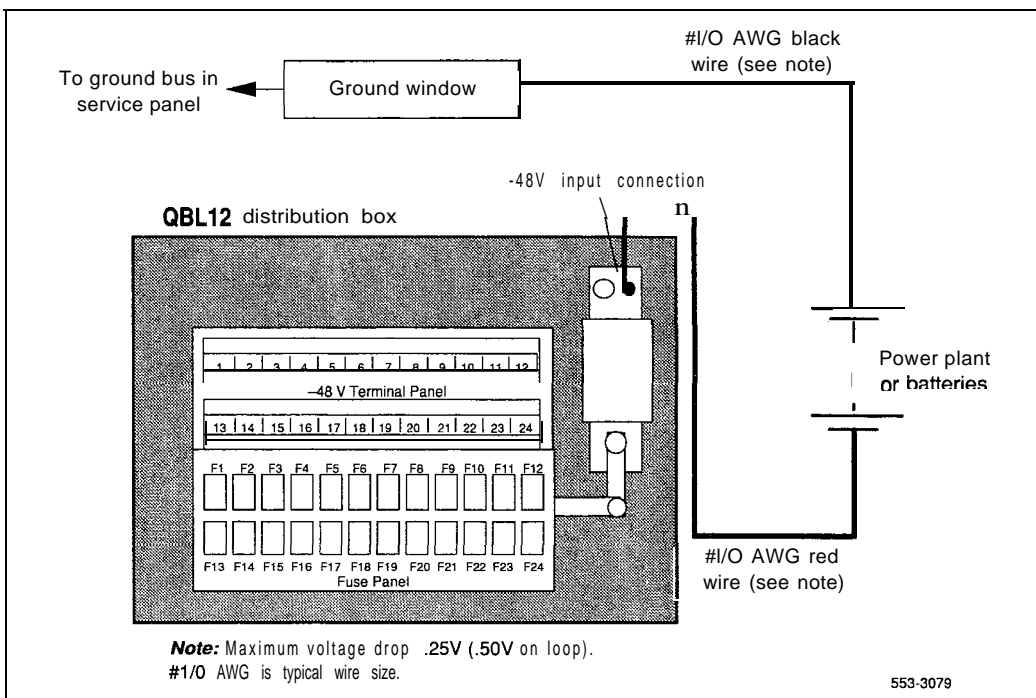 #I/O AWG black
wire (see note)
To ground bus in
service panel
Ground window
-48V input connection
n
QBL12 distribution box
1 2 3 4 5 6 7 8 9 10 11 12
–48 V Terminal Panel
13 14 15 16 17 18 19 20 21 22 23 24
F1 F2 F3 F4 F5 F6 F7 F8 F9 F10 F11 F12
F13 F14 F15 F16 F17 F18 F19 F20 F21 F22 F23 F24
Fuse Panel
Power plant
or batteries
#I/O AWG red
wire (see note)
Note: Maximum voltage drop .25V (.50V on loop).
#1/0 AWG is typical wire size.
553-3079